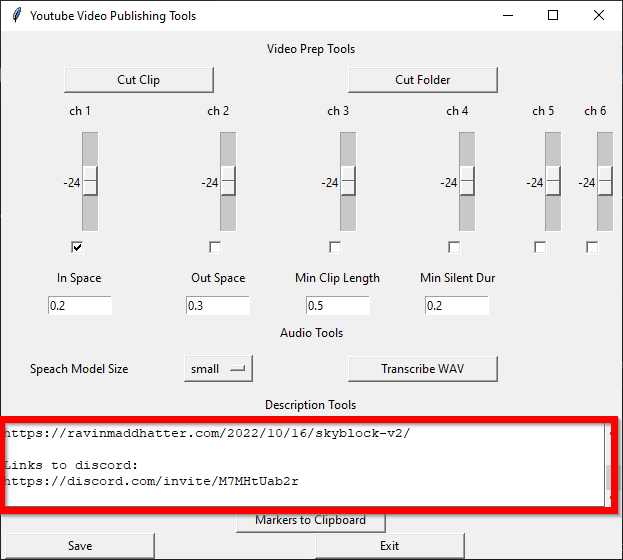 Youtube Video Publishing Tools
Video Prep Tools
Cut Clip Cut Folder
ch 1 ch 2 ch 3 ch 4 ch 5 ch 6
-24 -24 -24 -24 -24 -24
In Space Out Space Min Clip Length Min Silent Dur
0.2 0.3 0.5 0.2
Audio Tools
Speach Model Size small Transcribe WAV
Description Tools
https://ravinmaddhatter.com/2022/10/16/skyblock-v2/
Links to discord:
https://discord.com/invite/M7MHtUab2r
Markers to Clipboard
Save Exit